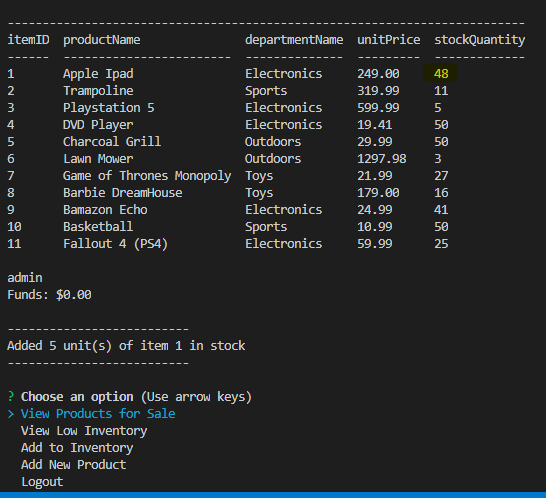 --------------------------------------------------------------------------
itemID  productName                departmentName  unitPrice  stockQuantity
------  ------------------------  --------------  ---------  -------------
1       Apple Ipad                 Electronics     249.00     48
2       Trampoline                 Sports          319.99     11
3       Playstation 5              Electronics     599.99     5
4       DVD Player                 Electronics     19.41      50
5       Charcoal Grill             Outdoors        29.99      50
6       Lawn Mower                 Outdoors        1297.98    3
7       Game of Thrones Monopoly   Toys            21.99      27
8       Barbie DreamHouse          Toys            179.00     16
9       Bamazon Echo               Electronics     24.99      41
10      Basketball                 Sports          10.99      50
11      Fallout 4 (PS4)            Electronics     59.99      25
admin
Funds: $0.00
--------------------------
Added 5 unit(s) of item 1 in stock
--------------------------
? Choose an option (Use arrow keys)
> View Products for Sale
  View Low Inventory
  Add to Inventory
  Add New Product
  Logout